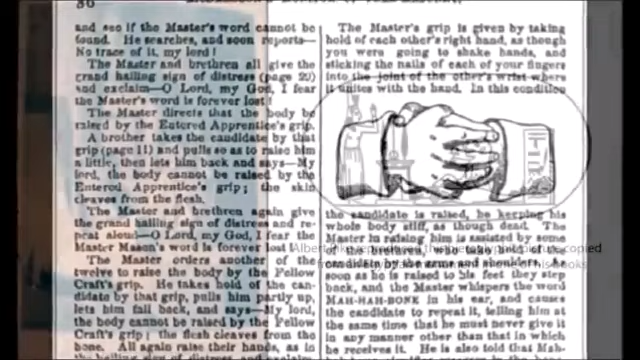 86
and see if the Master's word cannot be
found. He searches, and soon reports—
No trace of it, my lord!
The Master and brethren all give the
grand hailing sign of distress (page 29)
and exclaim—O Lord, my God, I fear
the Master's word is forever lost!
The Master directs that the body be
raised by the Entered Apprentice's grip.
A brother takes the candidate by that
grip (page 11) and pulls so as to raise him
a little, then lets him back and says—My
lord, the body cannot be raised by the
Entered Apprentice's grip; the skin
cleaves from the flesh.
The Master and brethren again give
the grand hailing sign of distress and re-
peat aloud—O Lord, my God, I fear the
Master Mason's word is forever lost!
The Master orders another of the
twelve to raise the body by the Fellow
Craft's grip. He takes hold of the can-
didate by that grip, pulls him partly up,
lets him fall back, and says—My lord,
the body cannot be raised by the Fellow
Craft's grip; the flesh cleaves from the
bone. All again raise their arms, as in
the hailing sign of distress and exclaim
The Master's grip is given by taking
hold of each other's right hand, as though
you were going to shake hands, and
sticking the nails of each of your fingers
into the joint of the other's wrist where
it unites with the hand. In this condition
the candidate is raised, he keeping his
whole body stiff, as though dead. The
Master in raising him is assisted by some
of the brethren, who take hold of the
candidate by the arms and shoulders. As
soon as he is raised to his feet they step
back, and the Master whispers the word
MAH-HAH-BONE in his ear, and causes
the candidate to repeat it, telling him at
the same time that he must never give it
in any manner other than that in which
he receives it. He is also told that Mah-
Albert copied
from books